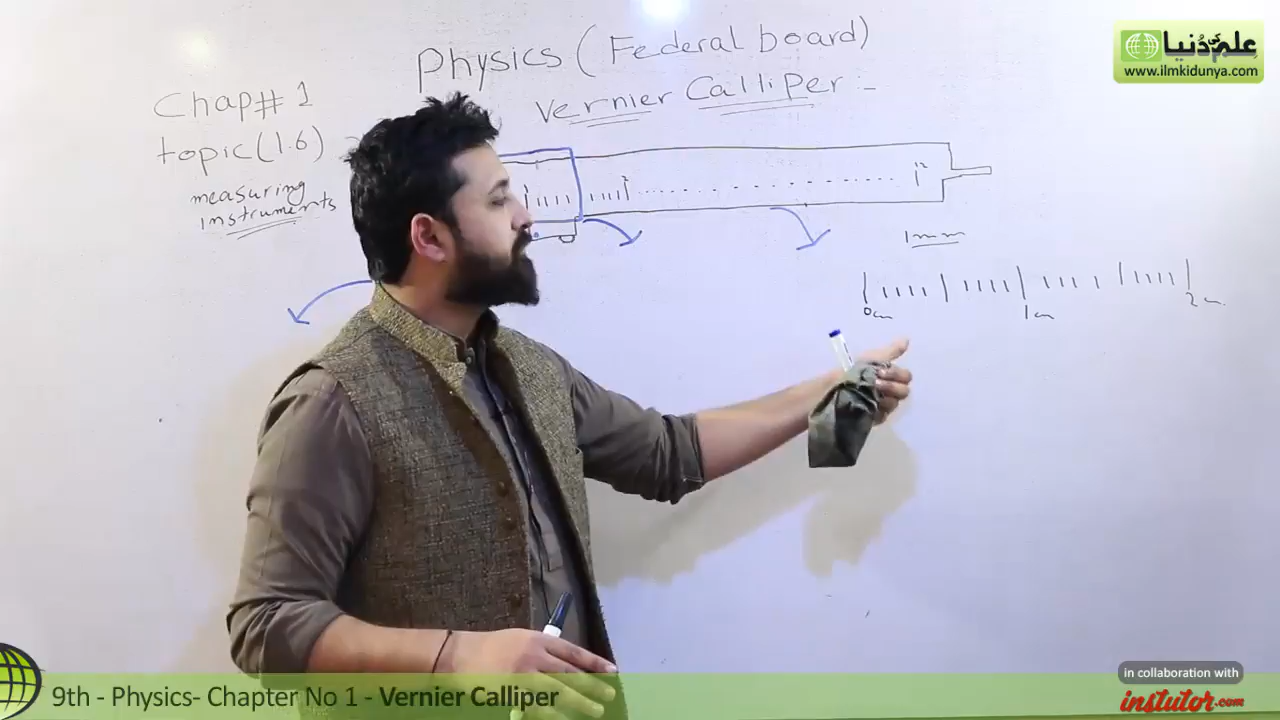 Physics (Federal board)
Vernier Calliper :-
Chap# 1
topic (1.6)
measuring
instruments
12
1mm
0cm
1cm
2cm
علم کی دنیا
www.ilmkidunya.com
9th - Physics- Chapter No 1 - Vernier Calliper
in collaboration with
instutor.com